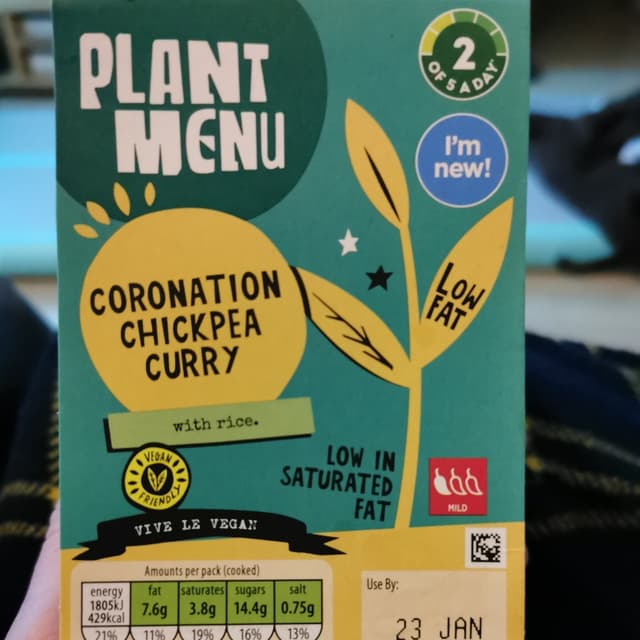 PLANT
MENU
2
OF 5 A DAY
I'm
new!
CORONATION
CHICKPEA
CURRY
with rice.
LOW
FAT
VEGAN
FRIENDLY
VIVE LE VEGAN
LOW IN
SATURATED
FAT
MILD
Amounts per pack (cooked)
energy fat saturates sugars salt
1805kJ 7.6g 3.8g 14.4g 0.75g
429kcal
21% 11% 19% 16% 13%
Use By:
23 JAN